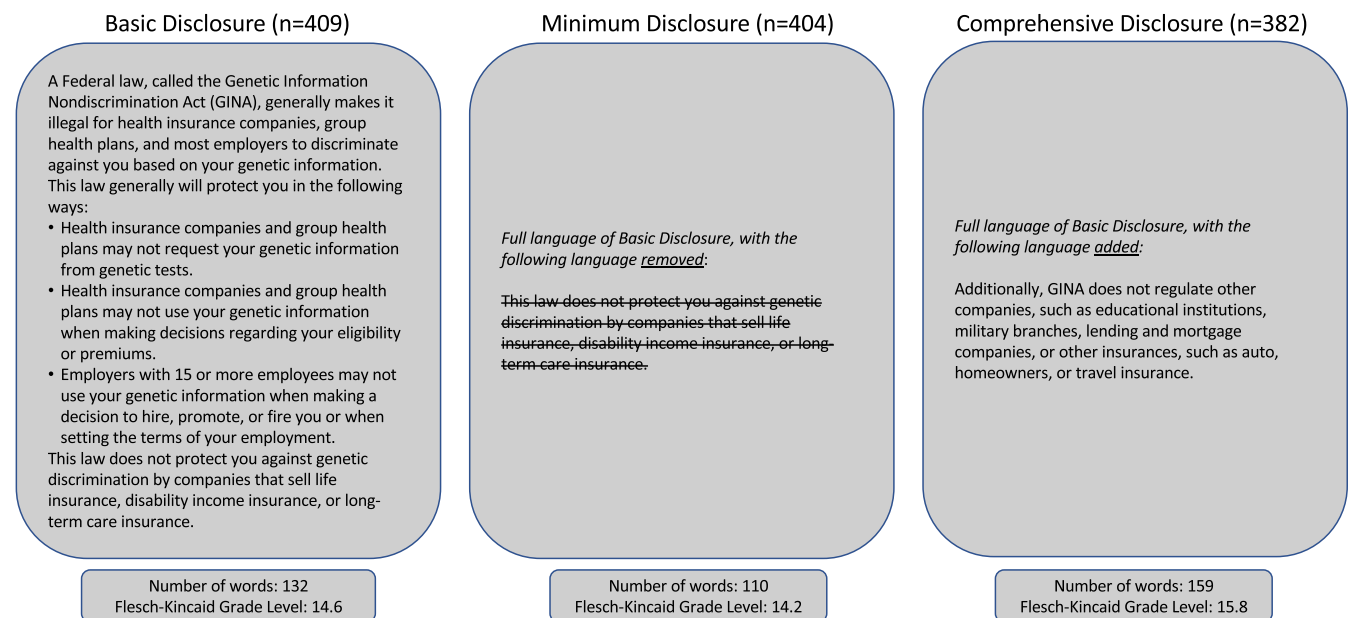 Basic Disclosure (n=409)
A Federal law, called the Genetic Information
Nondiscrimination Act (GINA), generally makes it
illegal for health insurance companies, group
health plans, and most employers to discriminate
against you based on your genetic information.
This law generally will protect you in the following
ways:
• Health insurance companies and group health
plans may not request your genetic information
from genetic tests.
• Health insurance companies and group health
plans may not use your genetic information
when making decisions regarding your eligibility
or premiums.
• Employers with 15 or more employees may not
use your genetic information when making a
decision to hire, promote, or fire you or when
setting the terms of your employment.
This law does not protect you against genetic
discrimination by companies that sell life
insurance, disability income insurance, or long-
term care insurance.
Number of words: 132
Flesch-Kincaid Grade Level: 14.6
Minimum Disclosure (n=404)
Full language of Basic Disclosure, with the
following language removed:
This law does not protect you against genetic
discrimination by companies that sell life
insurance, disability income insurance, or long-
term care insurance.
Number of words: 110
Flesch-Kincaid Grade Level: 14.2
Comprehensive Disclosure (n=382)
Full language of Basic Disclosure, with the
following language added:
Additionally, GINA does not regulate other
companies, such as educational institutions,
military branches, lending and mortgage
companies, or other insurances, such as auto,
homeowners, or travel insurance.
Number of words: 159
Flesch-Kincaid Grade Level: 15.8